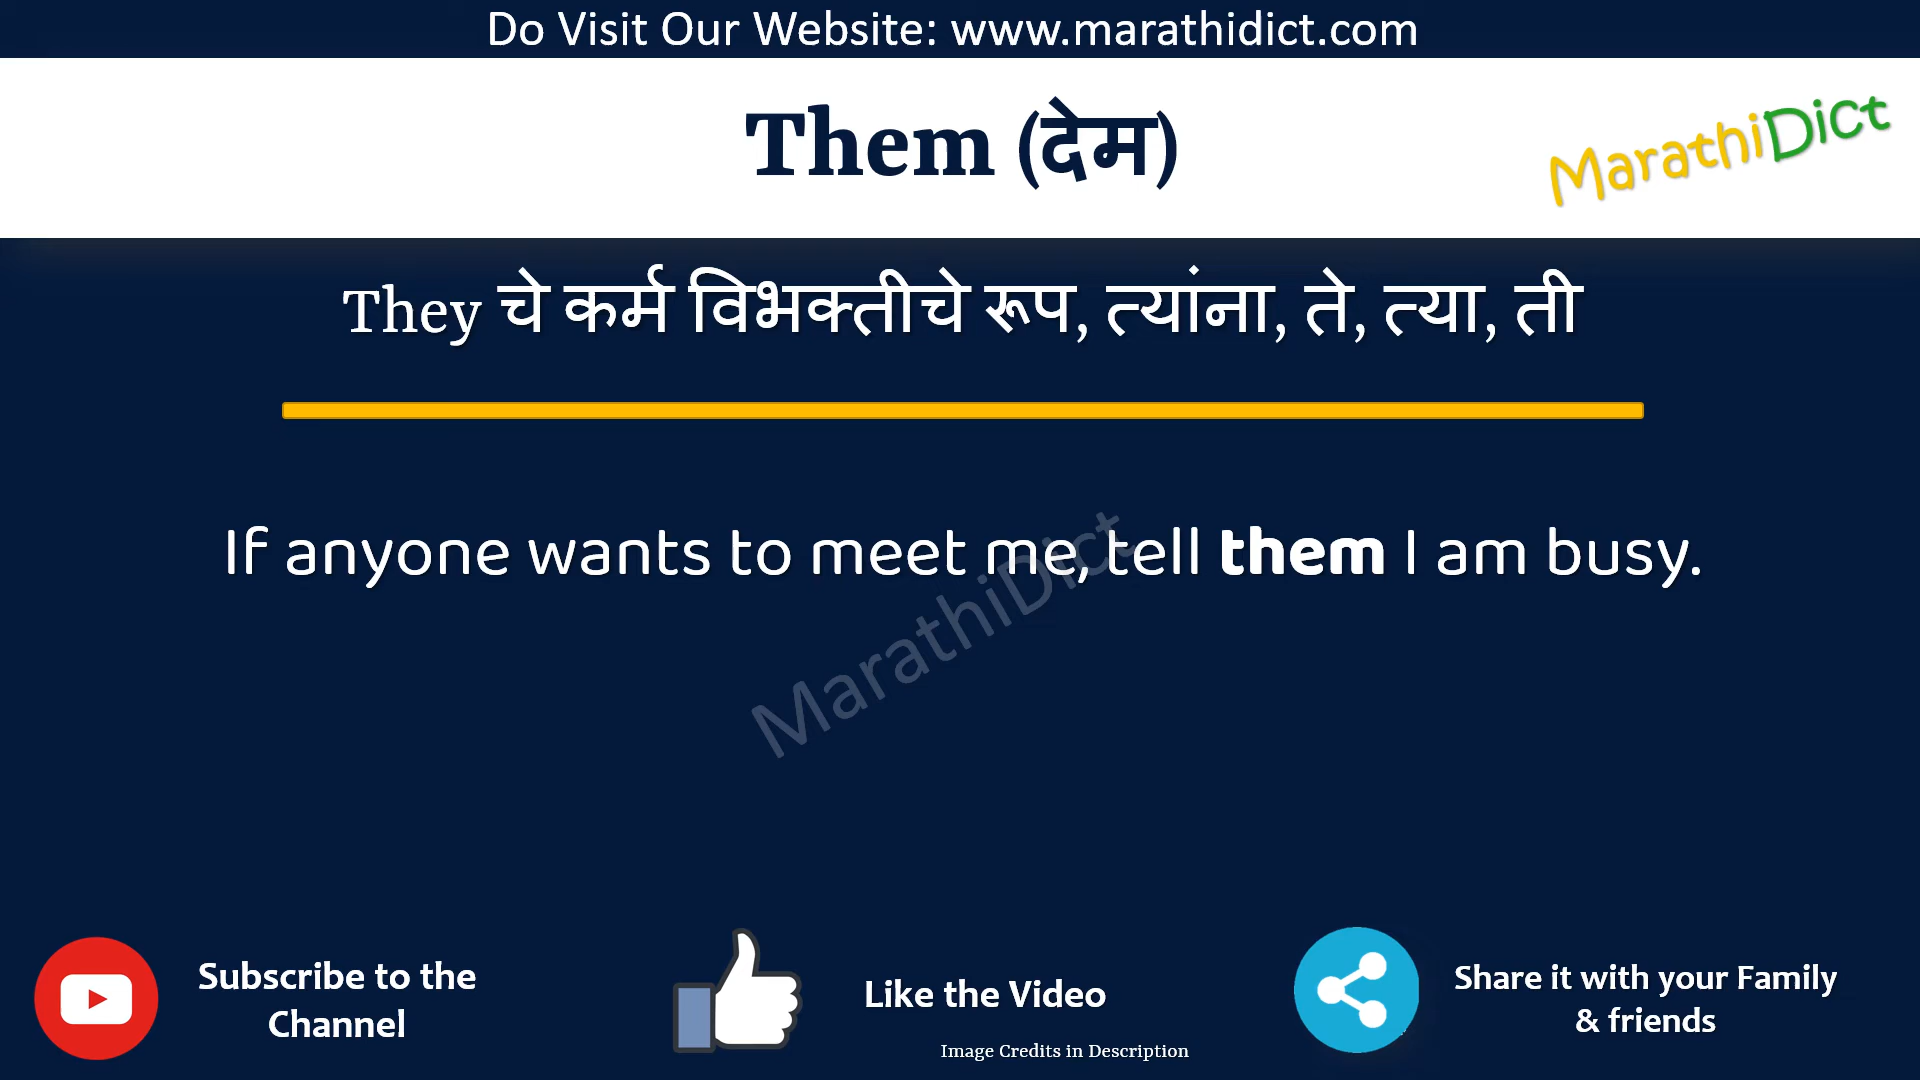 Do Visit Our Website: www.marathidict.com
Them (देम)
MarathiDict
They चे कर्म विभक्तीचे रूप, त्यांना, ते, त्या, ती
If anyone wants to meet me, tell them I am busy.
MarathiDict
Subscribe to the
Channel
Like the Video
Share it with your Family
& friends
Image Credits in Description